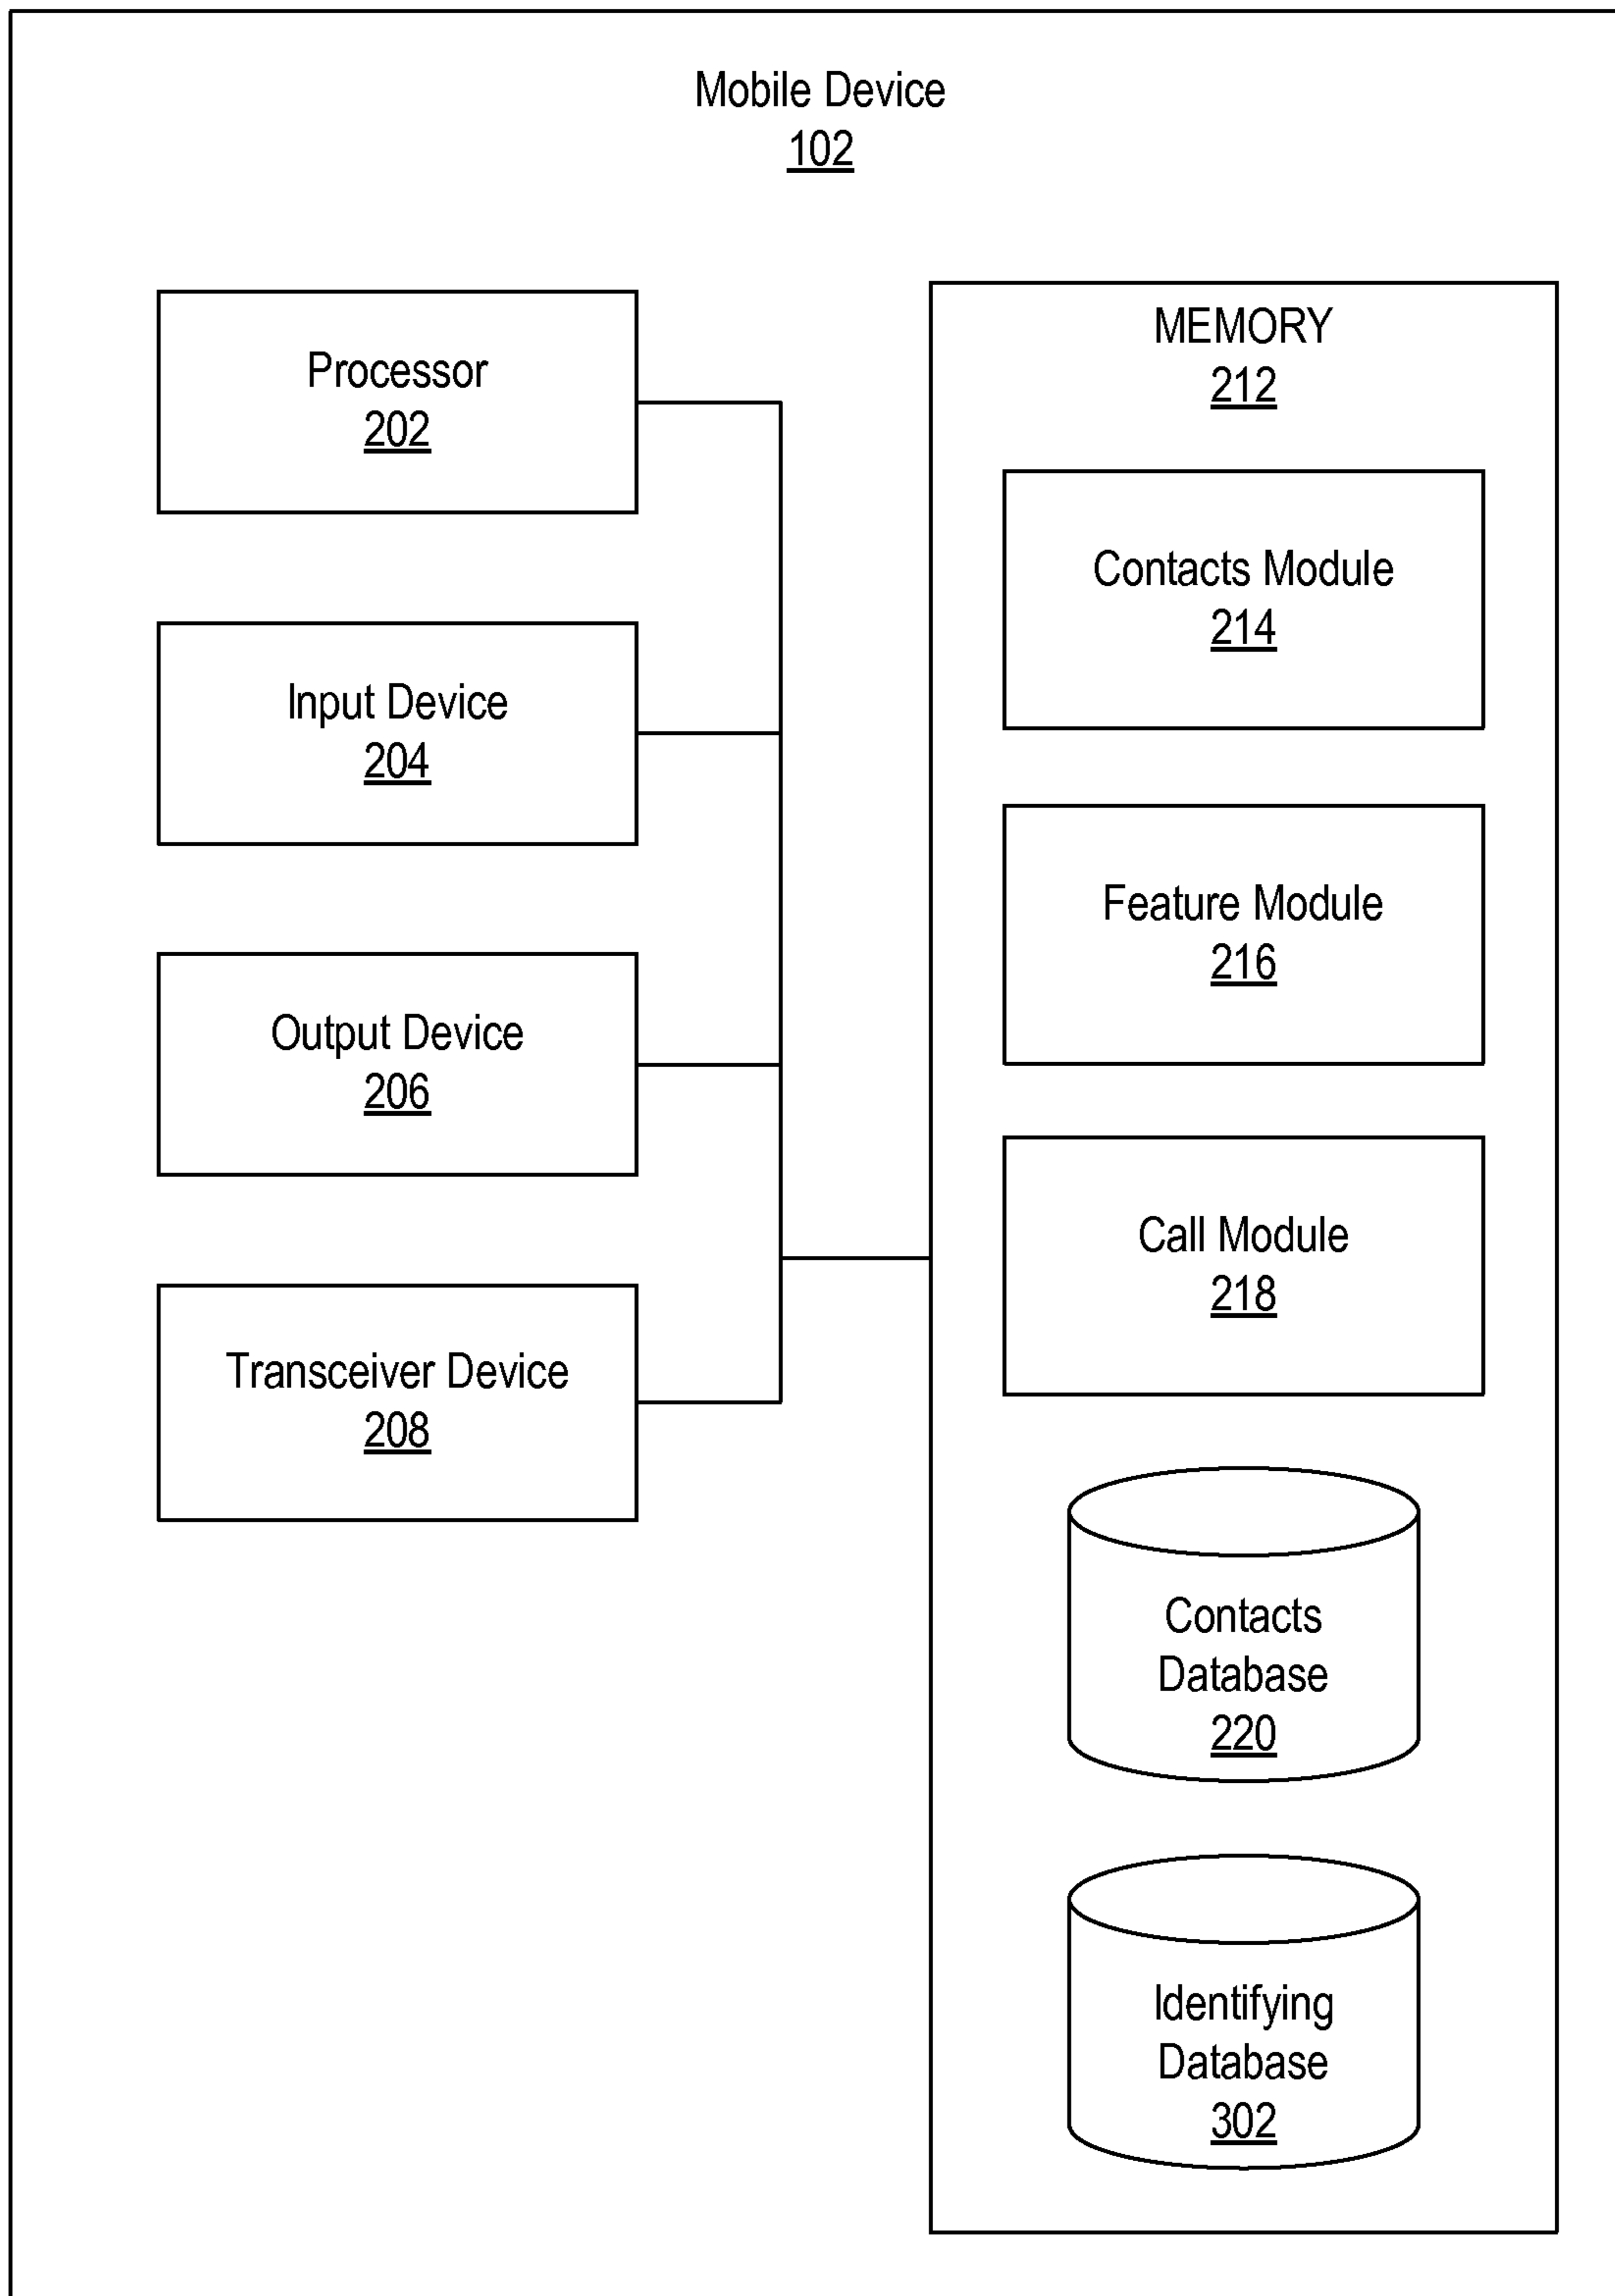 Mobile Device
102
Processor
202
Input Device
204
Output Device
206
Transceiver Device
208
MEMORY
212
Contacts Module
214
Feature Module
216
Call Module
218
Contacts
Database
220
Identifying
Database
302